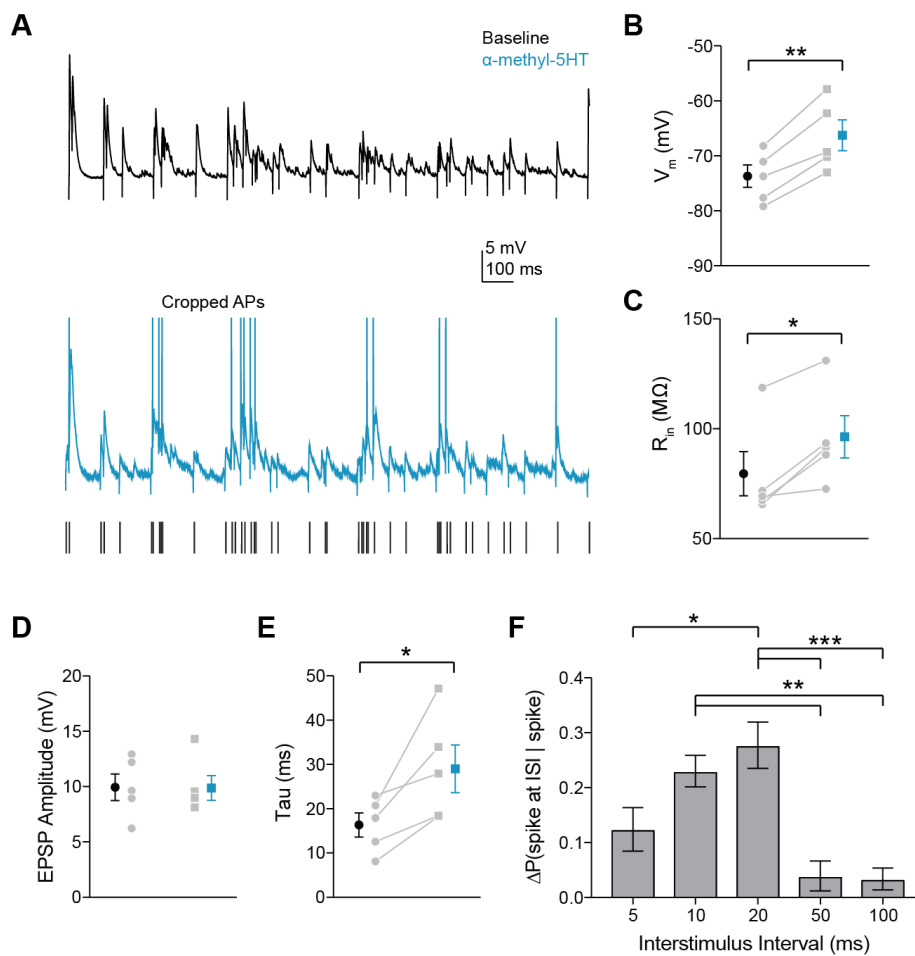 A
Baseline
α-methyl-5HT
5 mV
100 ms
Cropped APs
B
**
-50
-60
-70
-80
-90
Vm (mV)
C
*
150
100
50
Rin (MΩ)
D
20
15
10
5
0
EPSP Amplitude (mV)
E
*
50
40
30
20
10
0
Tau (ms)
F
*
***
**
0.4
0.3
0.1
0.0
ΔP(spike at ISI | spike)
5 10 20 50 100
Interstimulus Interval (ms)